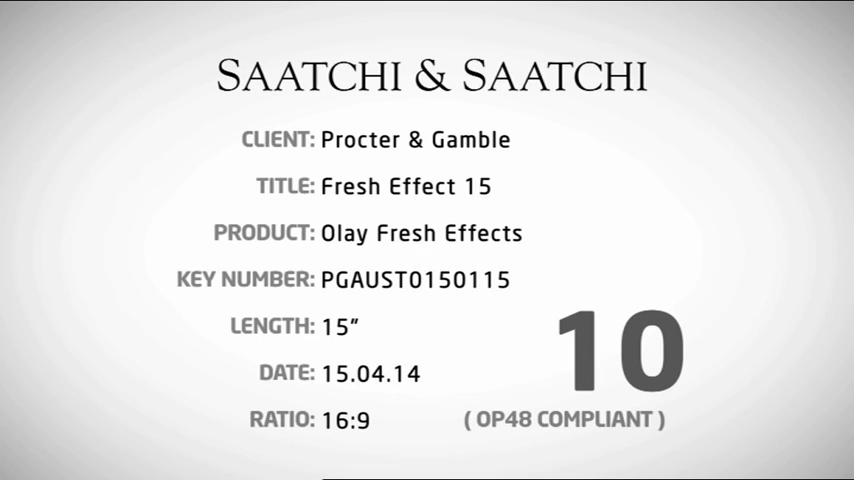 SAATCHI & SAATCHI
CLIENT: Procter & Gamble
TITLE: Fresh Effect 15
PRODUCT: Olay Fresh Effects
KEY NUMBER: PGAUST0150115
LENGTH: 15”
DATE: 15.04.14
RATIO: 16:9
10
( OP48 COMPLIANT )